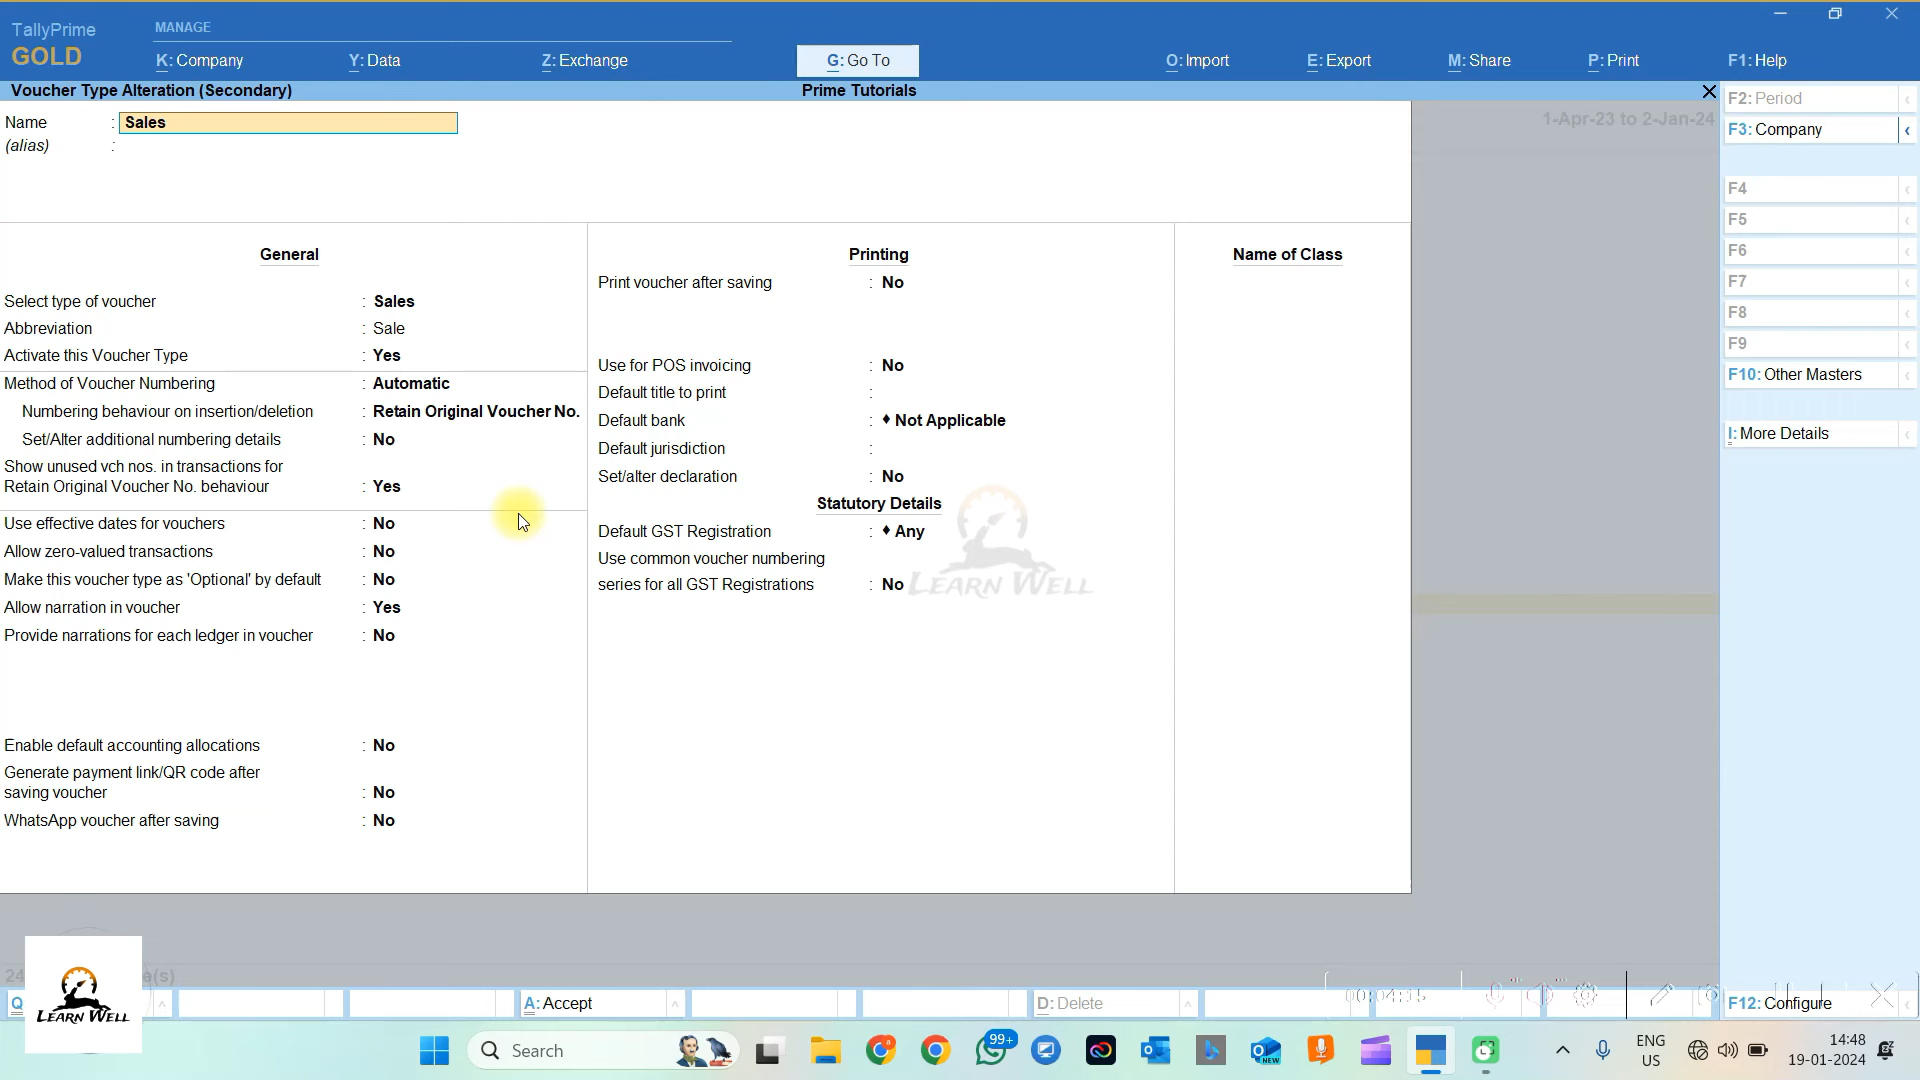 TallyPrime
GOLD
MANAGE
K: Company
Y: Data
Z: Exchange
G: Go To
O: Import
E: Export
M: Share
P: Print
F1: Help
Voucher Type Alteration (Secondary)
Prime Tutorials
Name : Sales
(alias) :
1-Apr-23 to 2-Jan-24
General
Select type of voucher : Sales
Abbreviation : Sale
Activate this Voucher Type : Yes
Method of Voucher Numbering : Automatic
Numbering behaviour on insertion/deletion : Retain Original Voucher No.
Set/Alter additional numbering details : No
Show unused vch nos. in transactions for
Retain Original Voucher No. behaviour : Yes
Use effective dates for vouchers : No
Allow zero-valued transactions : No
Make this voucher type as 'Optional' by default : No
Allow narration in voucher : Yes
Provide narrations for each ledger in voucher : No
Enable default accounting allocations : No
Generate payment link/QR code after
saving voucher : No
WhatsApp voucher after saving : No
Printing
Print voucher after saving : No
Use for POS invoicing : No
Default title to print :
Default bank : ♦ Not Applicable
Default jurisdiction :
Set/alter declaration : No
Statutory Details
Default GST Registration : ♦ Any
Use common voucher numbering
series for all GST Registrations : No
LEARN WELL
Name of Class
F2: Period
F3: Company
F4
F5
F6
F7
F8
F9
F10: Other Masters
I: More Details
F12: Configure
24
(s)
LEARN WELL
Q
A: Accept
D: Delete
00:04:15
Search
99+
ENG
US
14:48
19-01-2024